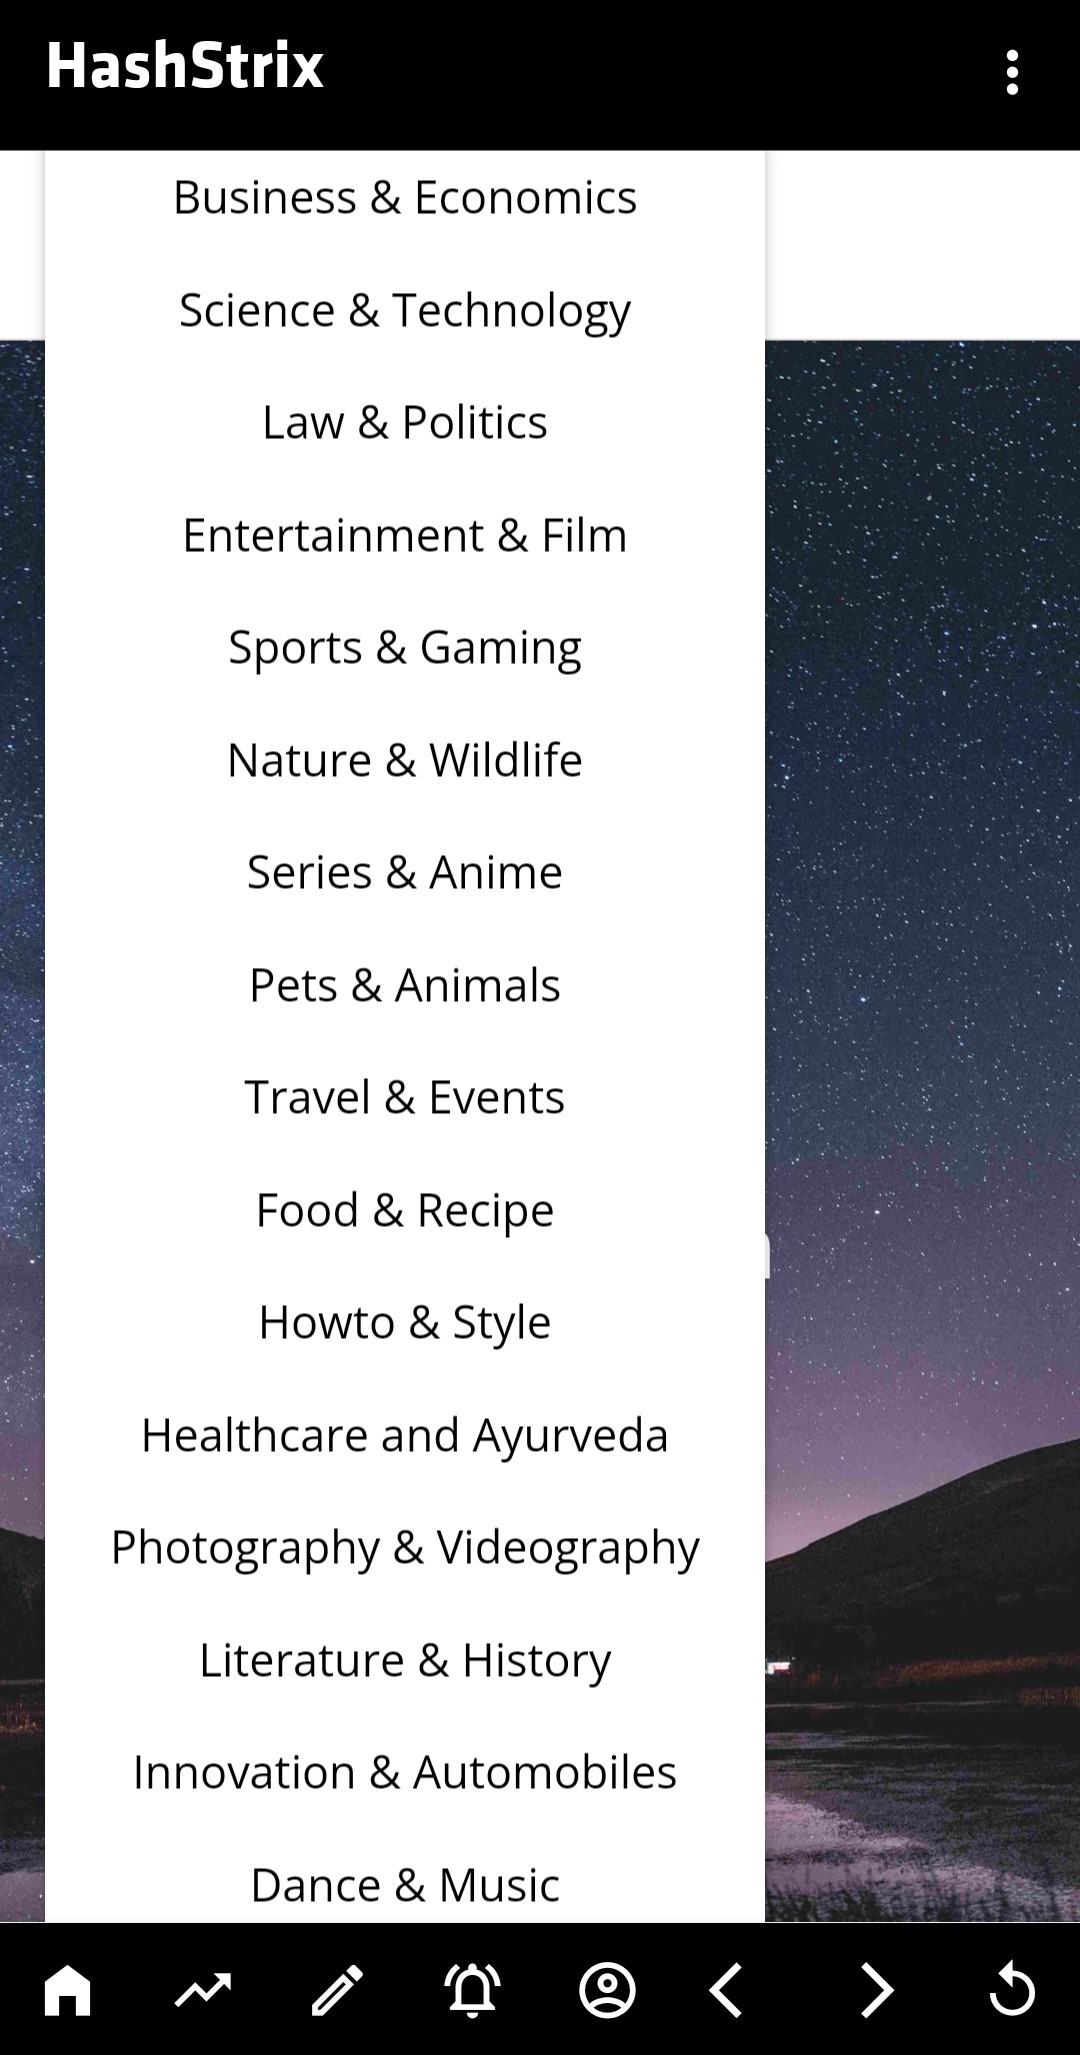 HashStrix
Business & Economics
Science & Technology
Law & Politics
Entertainment & Film
Sports & Gaming
Nature & Wildlife
Series & Anime
Pets & Animals
Travel & Events
Food & Recipe
Howto & Style
Healthcare and Ayurveda
Photography & Videography
Literature & History
Innovation & Automobiles
Dance & Music